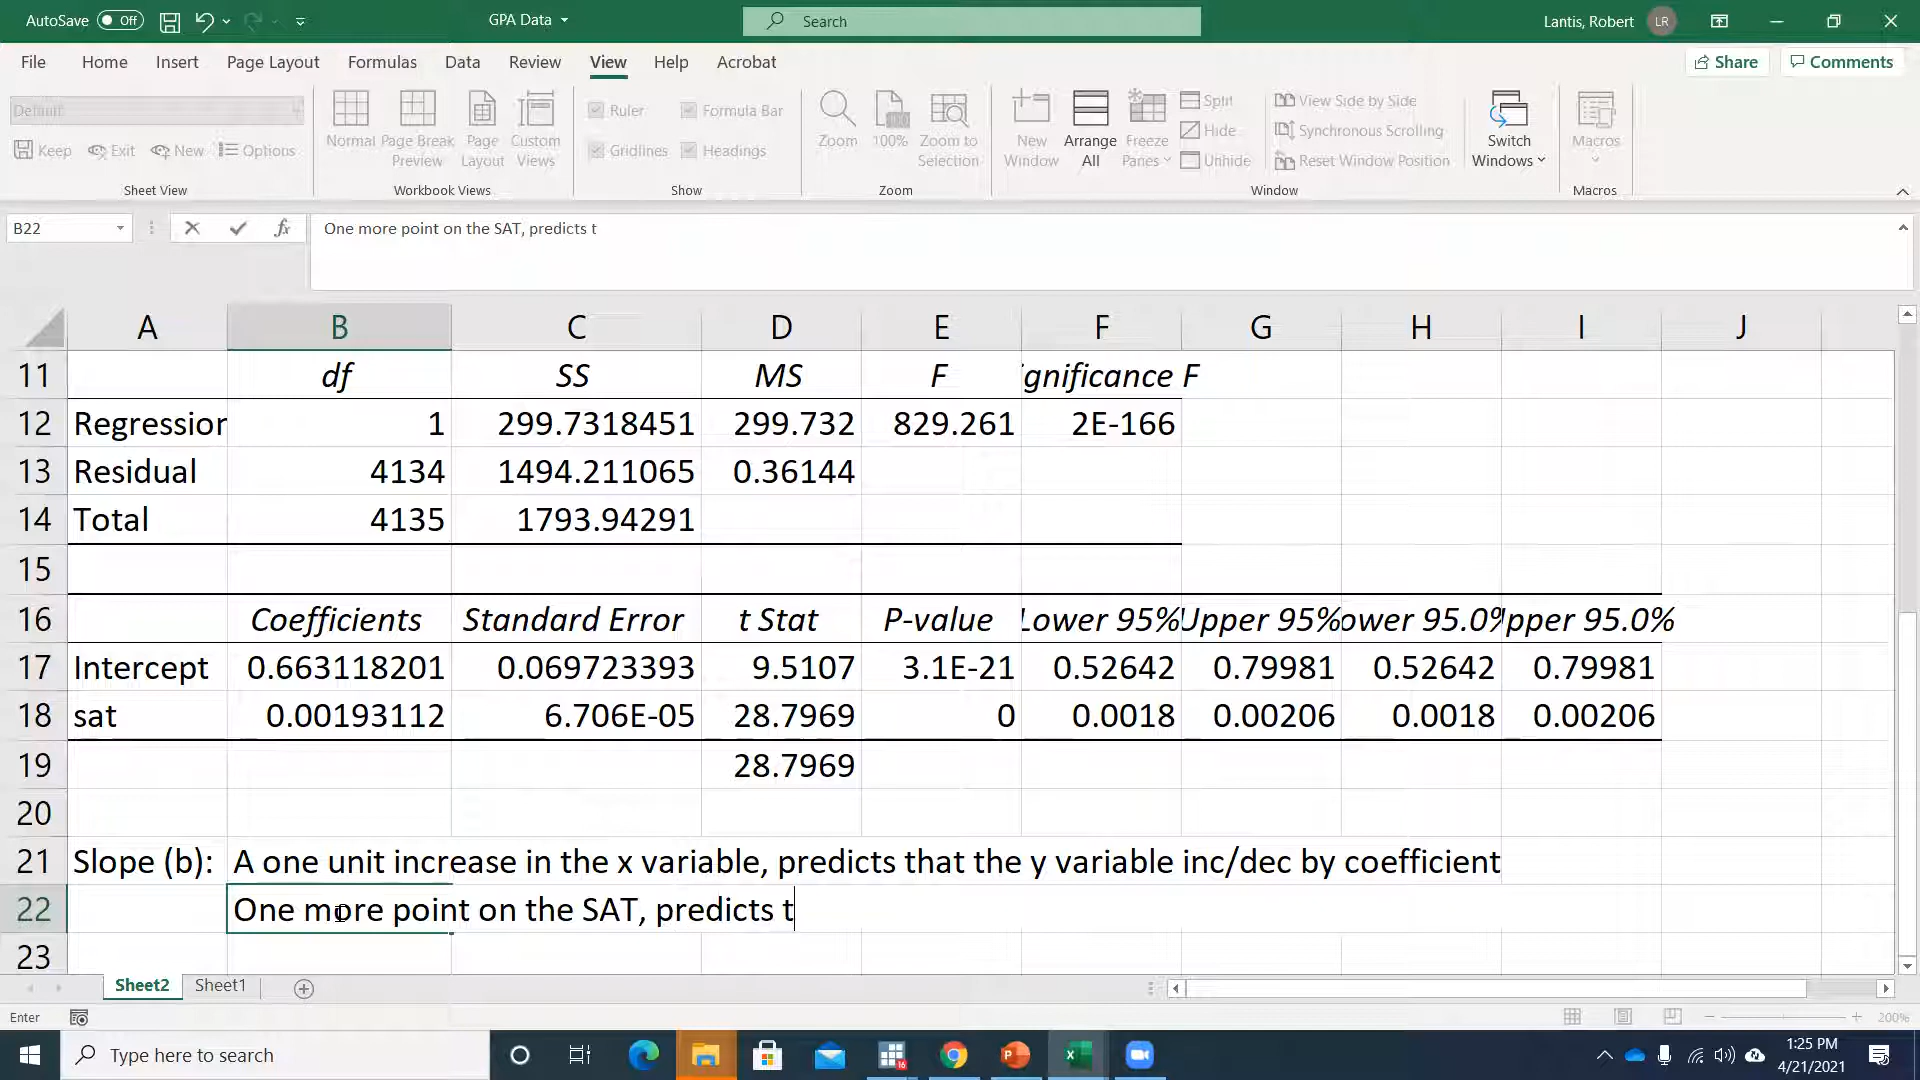 AutoSave Off GPA Data Search Lantis, Robert LR
File Home Insert Page Layout Formulas Data Review View Help Acrobat Share Comments
Default
Keep Exit New Options
Sheet View
Normal Page Break Preview Page Layout Custom Views
Workbook Views
Ruler Formula Bar
Gridlines Headings
Show
Zoom 100% Zoom to Selection
Zoom
New Window Arrange All Freeze Panes
Split
Hide
Unhide
View Side by Side
Synchronous Scrolling
Reset Window Position
Switch Windows
Window
Macros
Macros
B22 fx One more point on the SAT, predicts t
A B C D E F G H I J
11 df SS MS F gnificance F
12 Regression 1 299.7318451 299.732 829.261 2E-166
13 Residual 4134 1494.211065 0.36144
14 Total 4135 1793.94291
15
16 Coefficients Standard Error t Stat P-value Lower 95% Upper 95% ower 95.0% pper 95.0%
17 Intercept 0.663118201 0.069723393 9.5107 3.1E-21 0.52642 0.79981 0.52642 0.79981
18 sat 0.00193112 6.706E-05 28.7969 0 0.0018 0.00206 0.0018 0.00206
19 28.7969
20
21 Slope (b): A one unit increase in the x variable, predicts that the y variable inc/dec by coefficient
22 One more point on the SAT, predicts t
23
Sheet2 Sheet1
Enter 200%
Type here to search 16 1:25 PM
4/21/2021